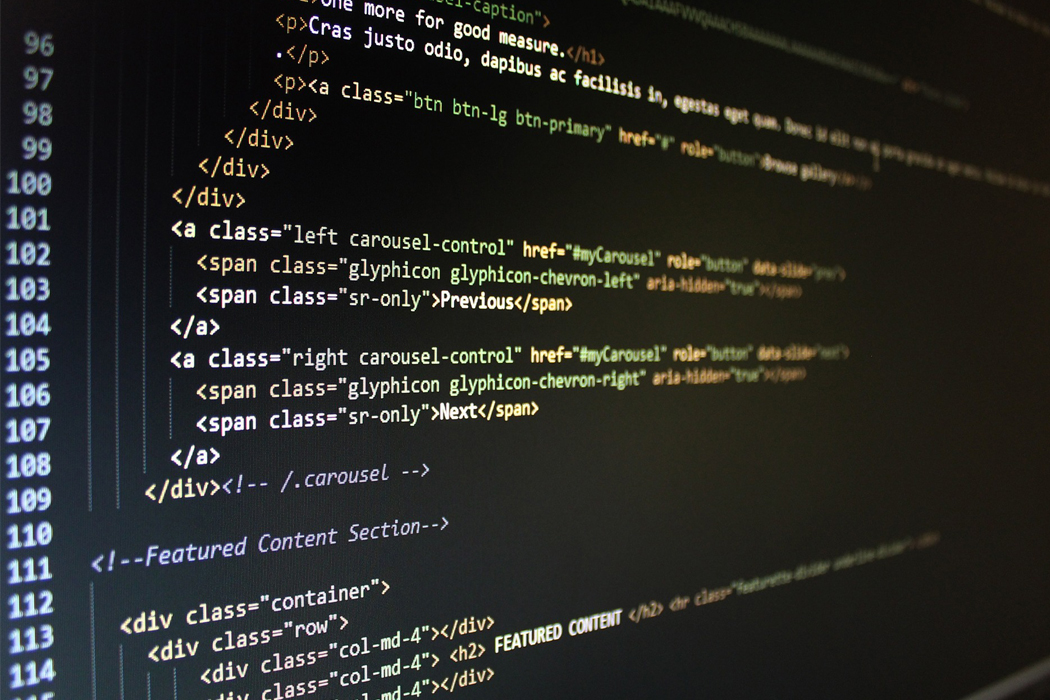 -caption">
One more for good measure.</h1>
96 <p>Cras justo odio, dapibus ac facilisis in, egestas eget quam.
97 .</p>
98 <p><a class="btn btn-lg btn-primary" href="#" role="button">Browse gallery
99 </div>
100 </div>
101 </div>
102 </div>
103 <a class="left carousel-control" href="#myCarousel" role="button" data-slide="prev">
104 <span class="glyphicon glyphicon-chevron-left" aria-hidden="true"></span>
105 <span class="sr-only">Previous</span>
106 </a>
107 <a class="right carousel-control" href="#myCarousel" role="button" data-slide="next">
108 <span class="glyphicon glyphicon-chevron-right" aria-hidden="true"></span>
109 <span class="sr-only">Next</span>
110 </a>
111 </div><!-- /.carousel -->
112
113 <!--Featured Content Section-->
114
<div class="container">
<div class="row">
<div class="col-md-4"></div>
<div class="col-md-4"> <h2> FEATURED CONTENT </h2> <hr class="
<div class="col-md-4"></div>
</div>